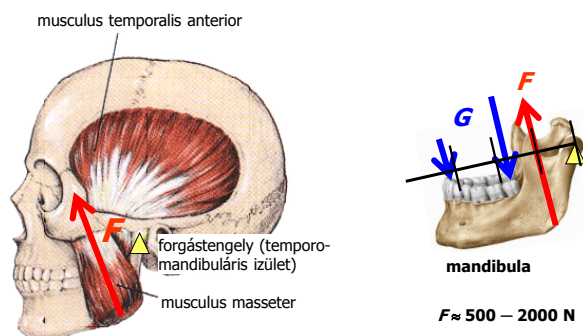 musculus temporalis anterior
F
forgástengely (temporo-
mandibuláris izület)
musculus masseter
G
F
mandibula
F ≈ 500 – 2000 N